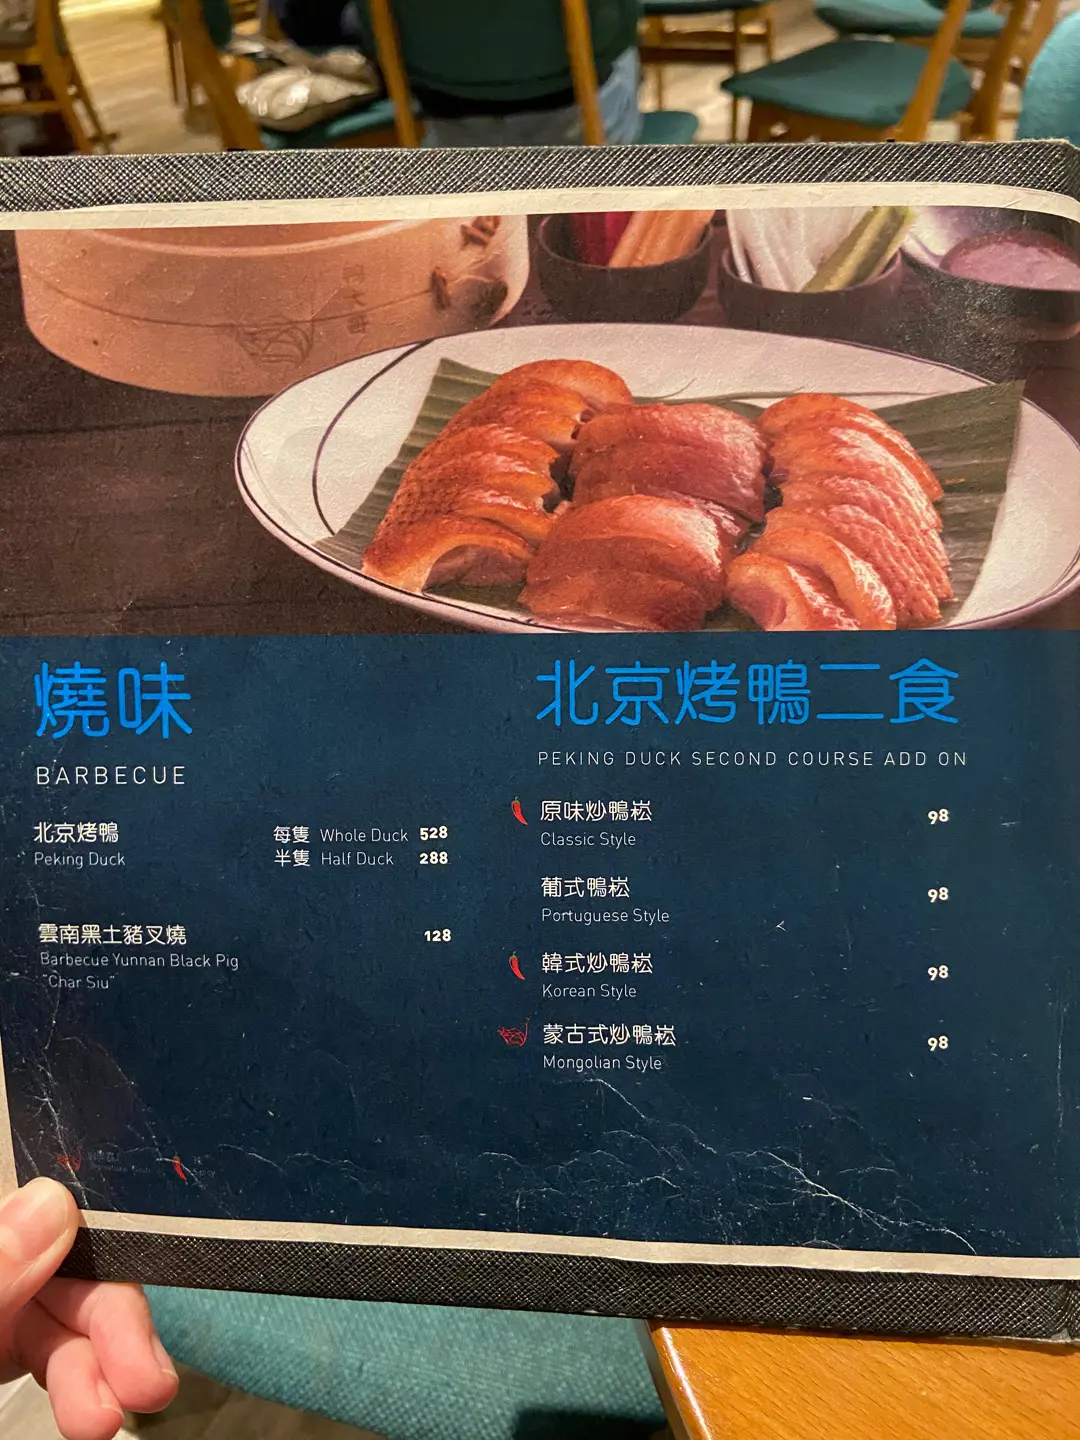 燒味
BARBECUE
北京烤鴨
Peking Duck
每隻 Whole Duck 528
半隻 Half Duck 288
雲南黑土豬叉燒 128
Barbecue Yunnan Black Pig
"Char Siu"
北京烤鴨二食
PEKING DUCK SECOND COURSE ADD ON
原味炒鴨崧 98
Classic Style
葡式鴨崧 98
Portuguese Style
韓式炒鴨崧 98
Korean Style
蒙古式炒鴨崧 98
Mongolian Style
Spicy